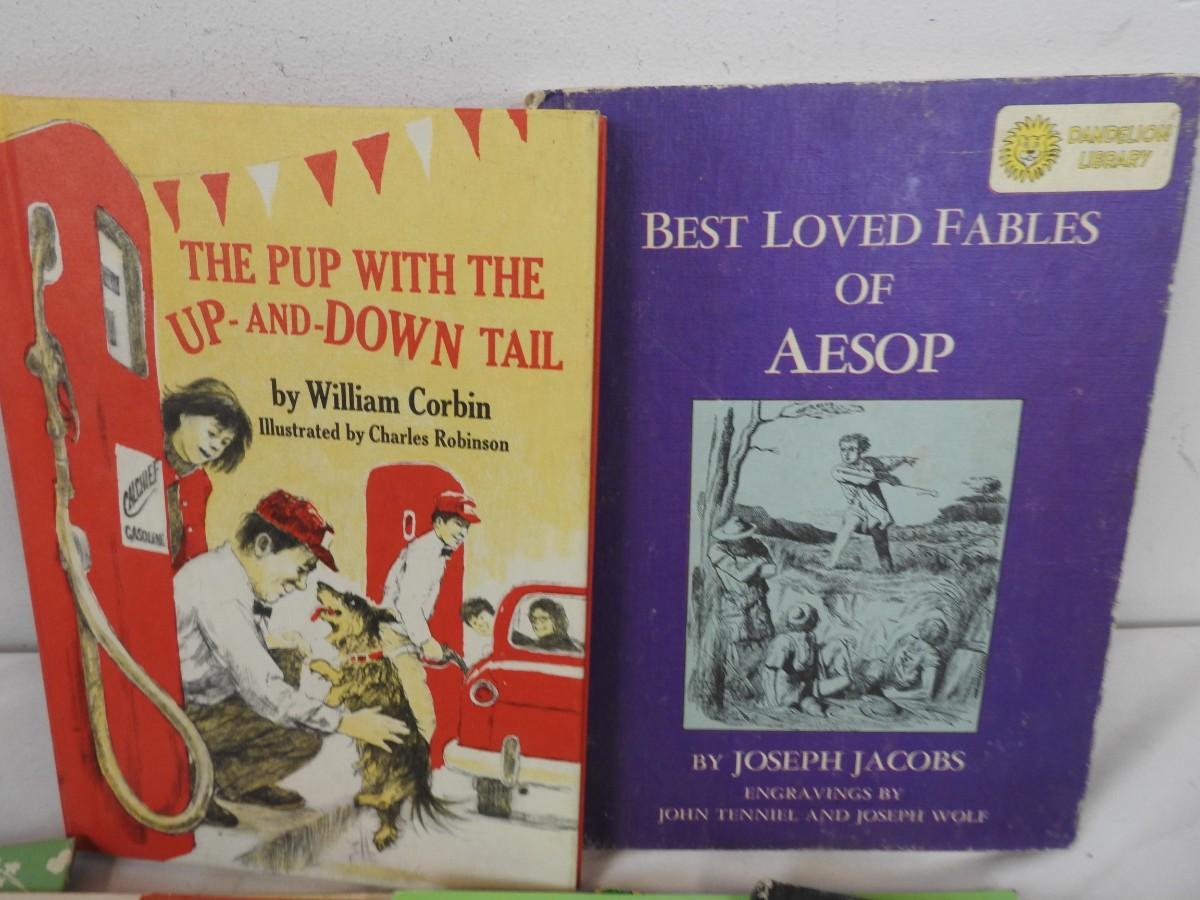 THE PUP WITH THE
UP-AND-DOWN TAIL
by William Corbin
Illustrated by Charles Robinson
CALCHIEF
GASOLINE
DANDELION
LIBRARY
BEST LOVED FABLES
OF
AESOP
BY JOSEPH JACOBS
ENGRAVINGS BY
JOHN TENNIEL AND JOSEPH WOLF